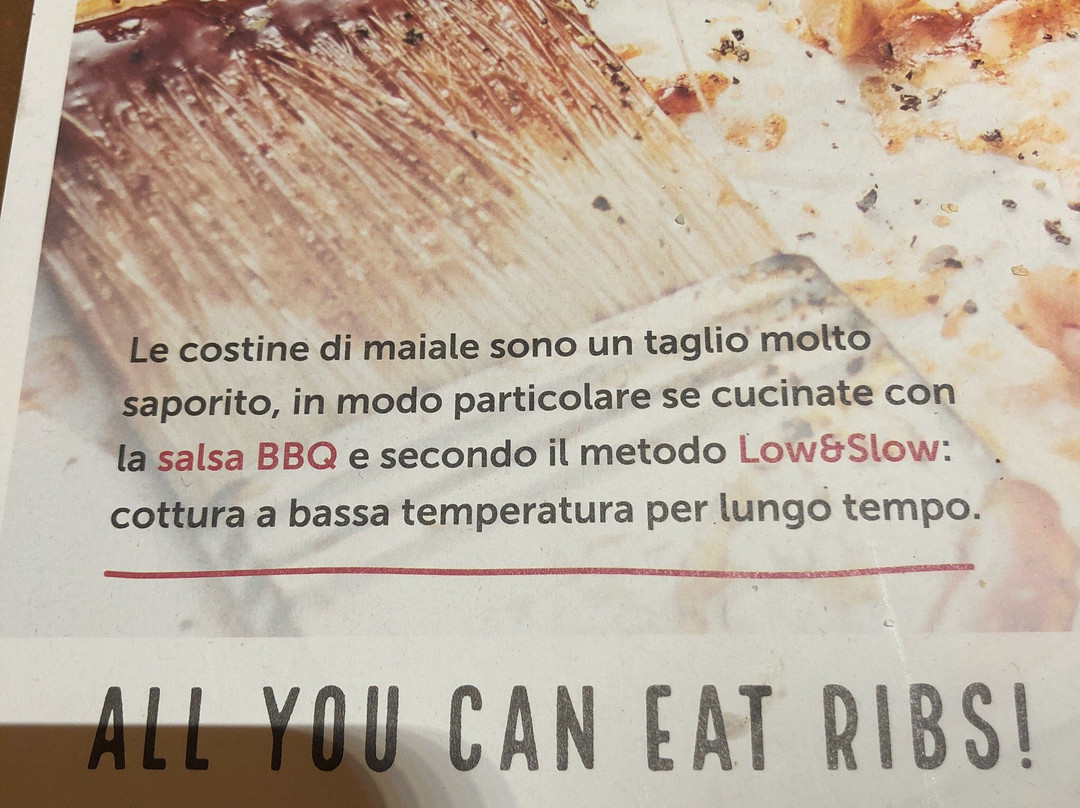 Le costine di maiale sono un taglio molto
saporito, in modo particolare se cucinate con
la salsa BBQ e secondo il metodo Low&Slow:
cottura a bassa temperatura per lungo tempo.
ALL YOU CAN EAT RIBS!